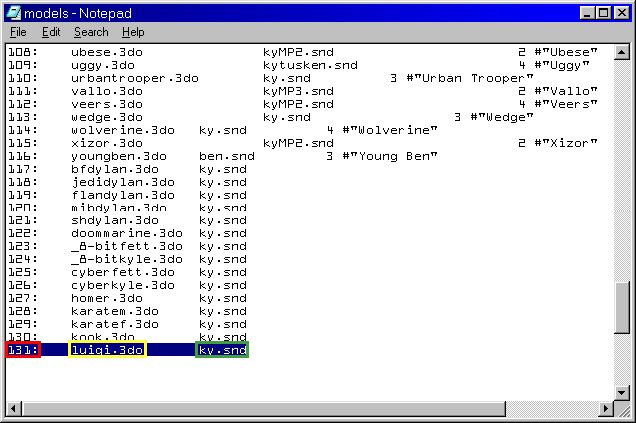 models - Notepad
File Edit Search Help
108: ubese.3do kyMP2.snd 2 #"Ubese"
109: uggy.3do kytusken.snd 4 #"Uggy"
110: urbantrooper.3do ky.snd 3 #"Urban Trooper"
111: vallo.3do kyMP3.snd 2 #"Vallo"
112: veers.3do kyMP2.snd 4 #"Veers"
113: wedge.3do ky.snd 3 #"Wedge"
114: wolverine.3do ky.snd 4 #"Wolverine"
115: xizor.3do kyMP2.snd 2 #"Xizor"
116: youngben.3do ben.snd 3 #"Young Ben"
117: bfdylan.3do ky.snd
118: jedidylan.3do ky.snd
119: flandylan.3do ky.snd
120: mihdylan.3do ky.snd
121: shdylan.3do ky.snd
122: doommarine.3do ky.snd
123: _8-bitfett.3do ky.snd
124: _8-bitkyle.3do ky.snd
125: cyberfett.3do ky.snd
126: cyberkyle.3do ky.snd
127: homer.3do ky.snd
128: karatem.3do ky.snd
129: karatef.3do ky.snd
130: kook.3do ky.snd
131: luigi.3do ky.snd